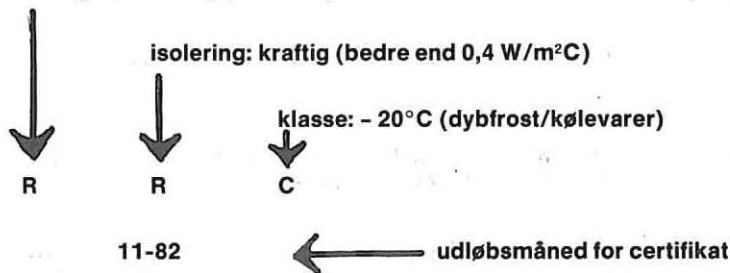 isolering: kraftig (bedre end 0,4 W/m²C)
klasse: – 20°C (dybfrost/kølevarer)
R R C
11-82 udløbsmåned for certifikat